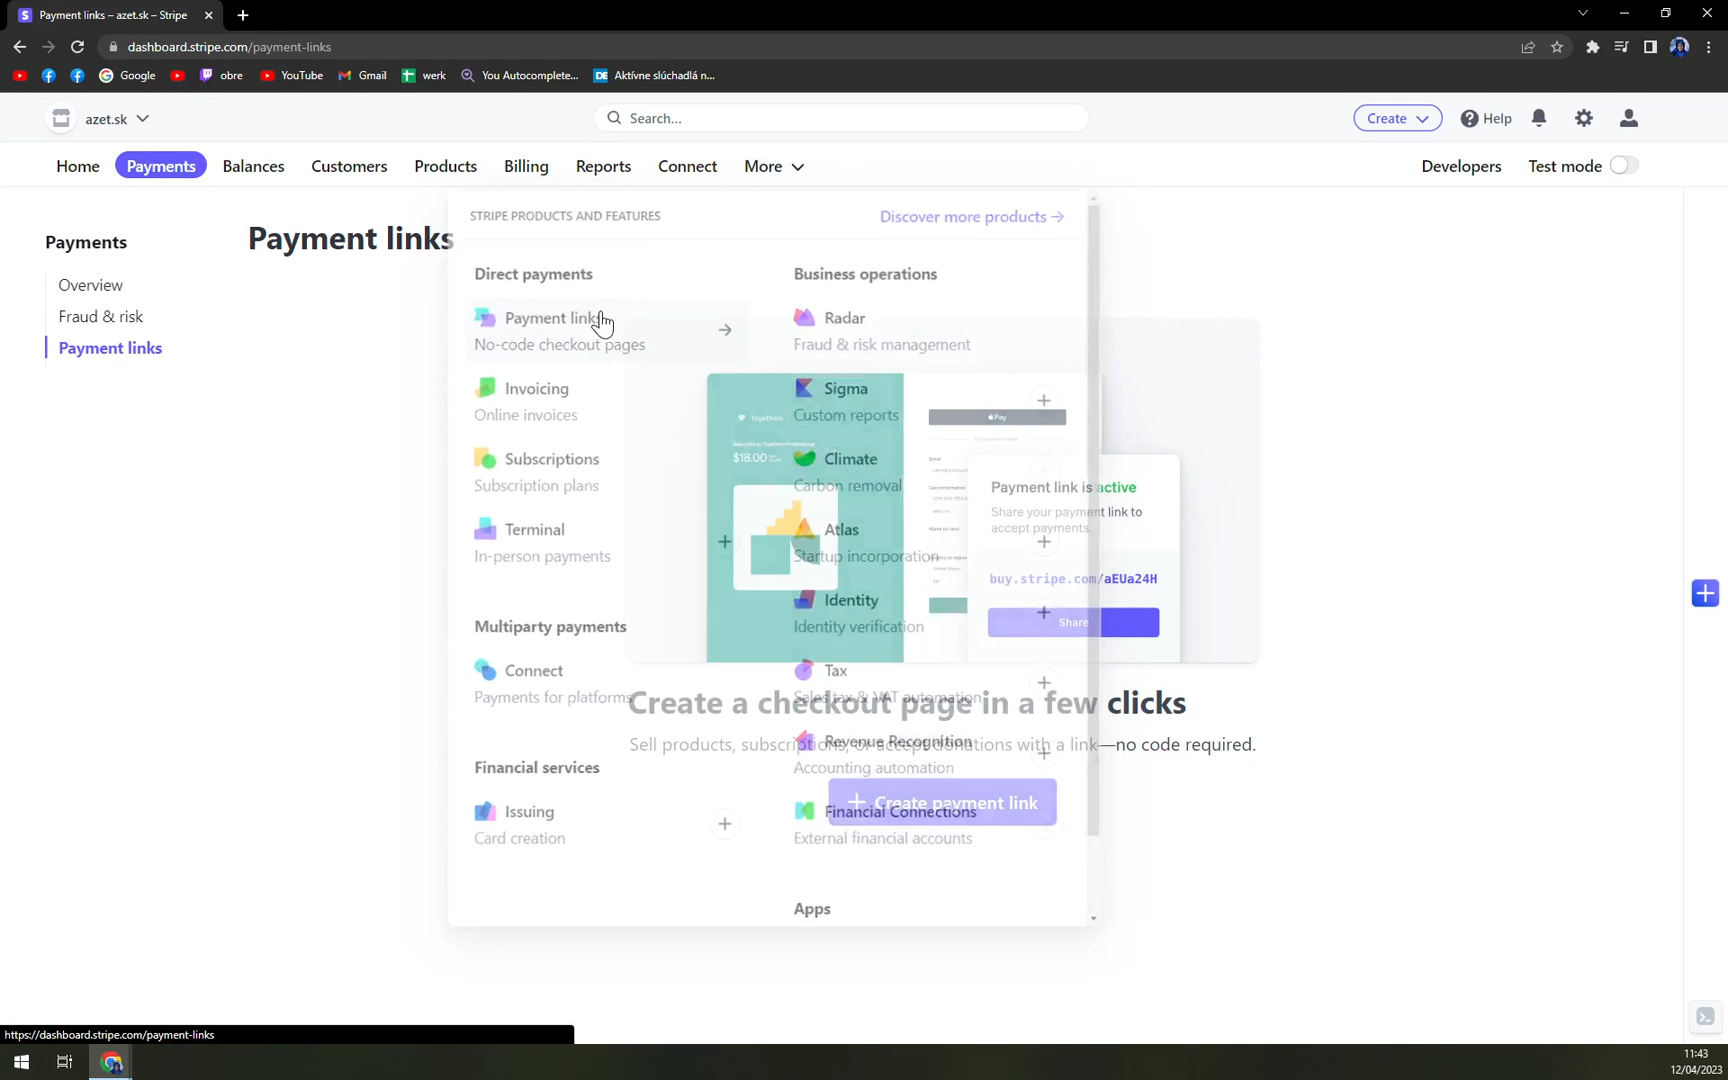 Payment links – azet.sk – Stripe
dashboard.stripe.com/payment-links
Google
obre
YouTube
Gmail
werk
You Autocomplete...
DE
Aktívne slúchadlá n...
azet.sk
Search...
Create
Help
Home
Payments
Balances
Customers
Products
Billing
Reports
Connect
More
Developers
Test mode
Payments
Overview
Fraud & risk
Payment links
Payment links
STRIPE PRODUCTS AND FEATURES
Discover more products →
Direct payments
Payment links
No-code checkout pages
Invoicing
Online invoices
Subscriptions
Subscription plans
Terminal
In-person payments
Multiparty payments
Connect
Payments for platforms
Financial services
Issuing
Card creation
Business operations
Radar
Fraud & risk management
Sigma
Custom reports
Climate
Carbon removal
Atlas
Startup incorporation
Identity
Identity verification
Tax
Sales tax & VAT automation
Revenue Recognition
Accounting automation
Financial Connections
External financial accounts
Apps
$18.00
Pay
Payment link is active
Share your payment link to
accept payments.
buy.stripe.com/aEUa24H
Share
Create a checkout page in a few clicks
Sell products, subscriptions, or accept donations with a link—no code required.
+ Create payment link
https://dashboard.stripe.com/payment-links
11:43
12/04/2023